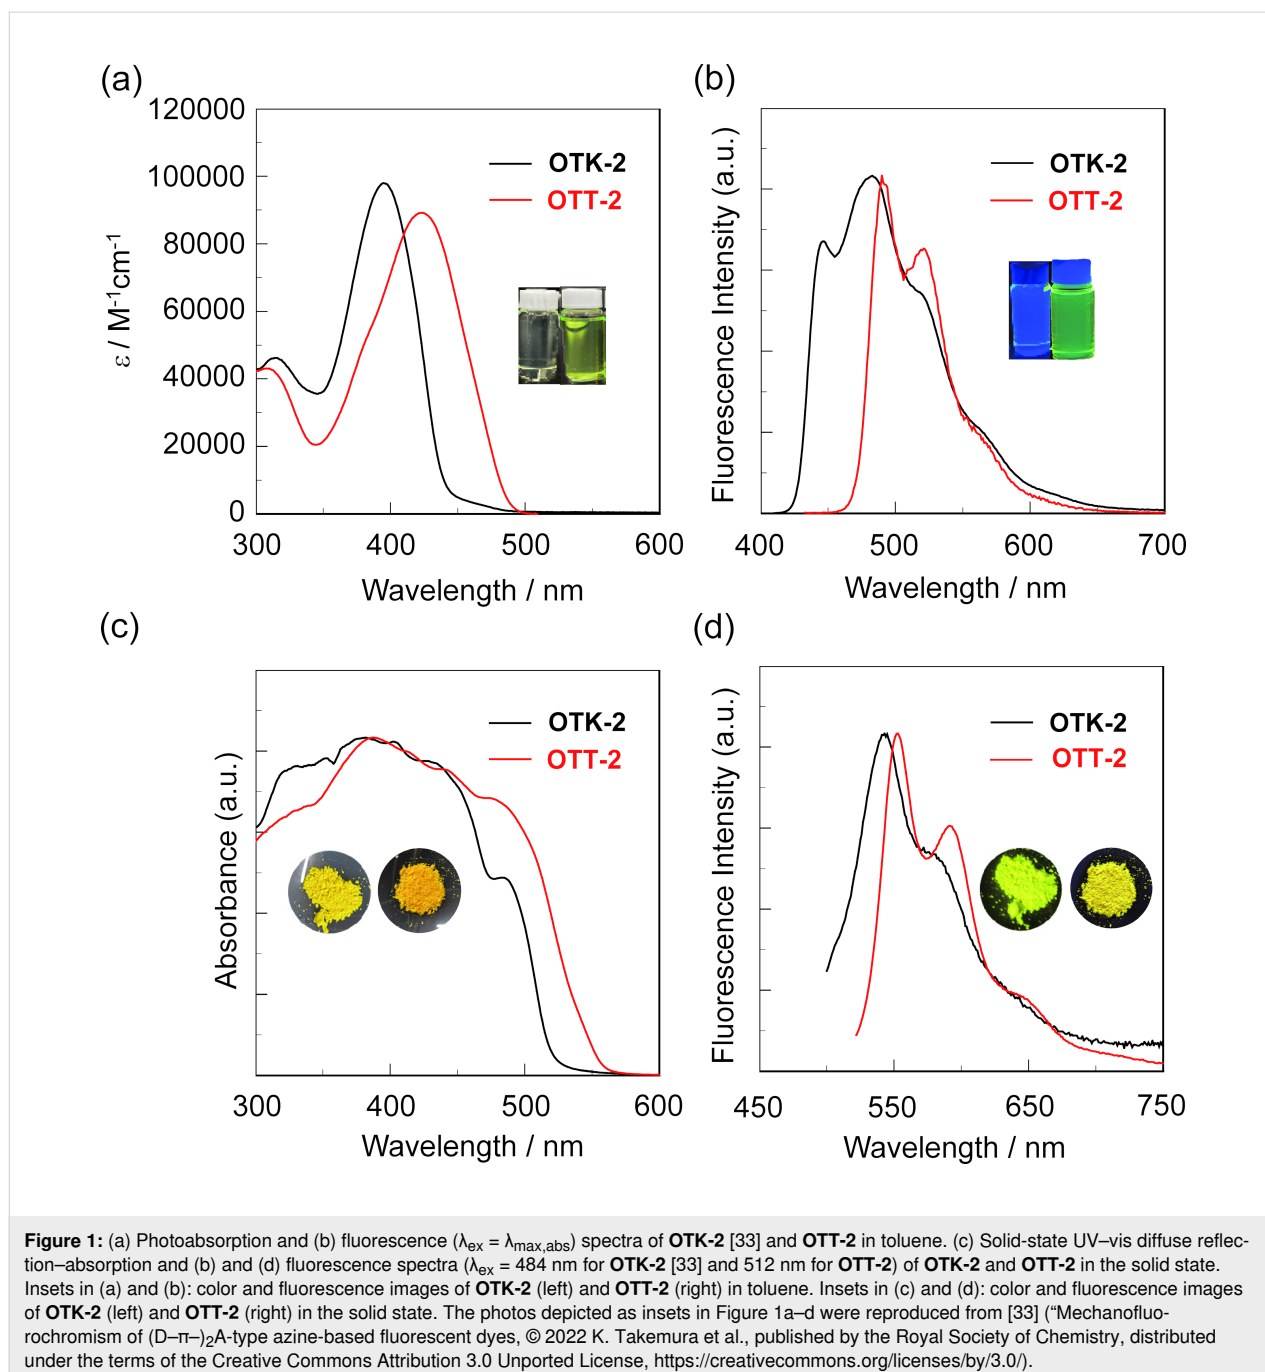 (a)
120000
100000
80000
60000
40000
20000
0
ε / M⁻¹cm⁻¹
OTK-2
OTT-2
300 400 500 600
Wavelength / nm
(b)
Fluorescence Intensity (a.u.)
OTK-2
OTT-2
400 500 600 700
Wavelength / nm
(c)
Absorbance (a.u.)
OTK-2
OTT-2
300 400 500 600
Wavelength / nm
(d)
Fluorescence Intensity (a.u.)
OTK-2
OTT-2
450 550 650 750
Wavelength / nm
Figure 1: (a) Photoabsorption and (b) fluorescence (λex = λmax,abs) spectra of OTK-2 [33] and OTT-2 in toluene. (c) Solid-state UV–vis diffuse reflec-
tion–absorption and (b) and (d) fluorescence spectra (λex = 484 nm for OTK-2 [33] and 512 nm for OTT-2) of OTK-2 and OTT-2 in the solid state.
Insets in (a) and (b): color and fluorescence images of OTK-2 (left) and OTT-2 (right) in toluene. Insets in (c) and (d): color and fluorescence images
of OTK-2 (left) and OTT-2 (right) in the solid state. The photos depicted as insets in Figure 1a–d were reproduced from [33] (“Mechanofluo-
rochromism of (D–π–)₂A-type azine-based fluorescent dyes, © 2022 K. Takemura et al., published by the Royal Society of Chemistry, distributed
under the terms of the Creative Commons Attribution 3.0 Unported License, https://creativecommons.org/licenses/by/3.0/).